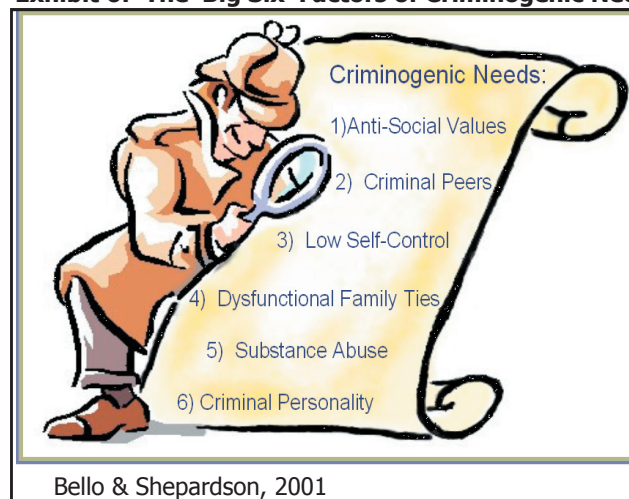 Criminogenic Needs:
1)Anti-Social Values
2) Criminal Peers
3) Low Self-Control
4) Dysfunctional Family Ties
5) Substance Abuse
6) Criminal Personality
Bello & Shepardson, 2001